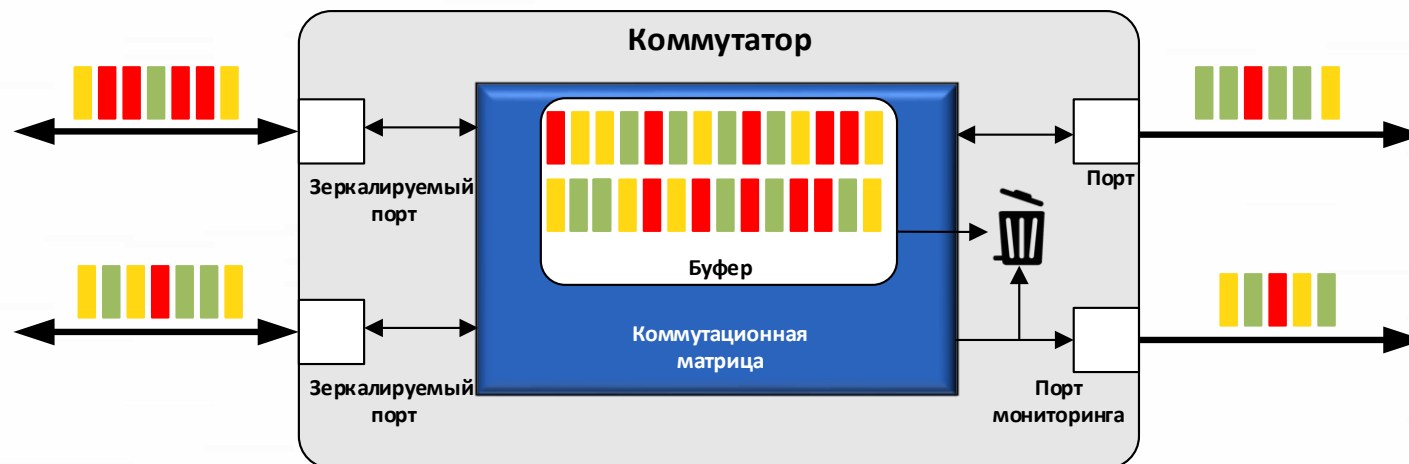 Коммутатор
Зеркалируемый
порт
Порт
Буфер
Коммутационная
матрица
Зеркалируемый
порт
Порт
мониторинга